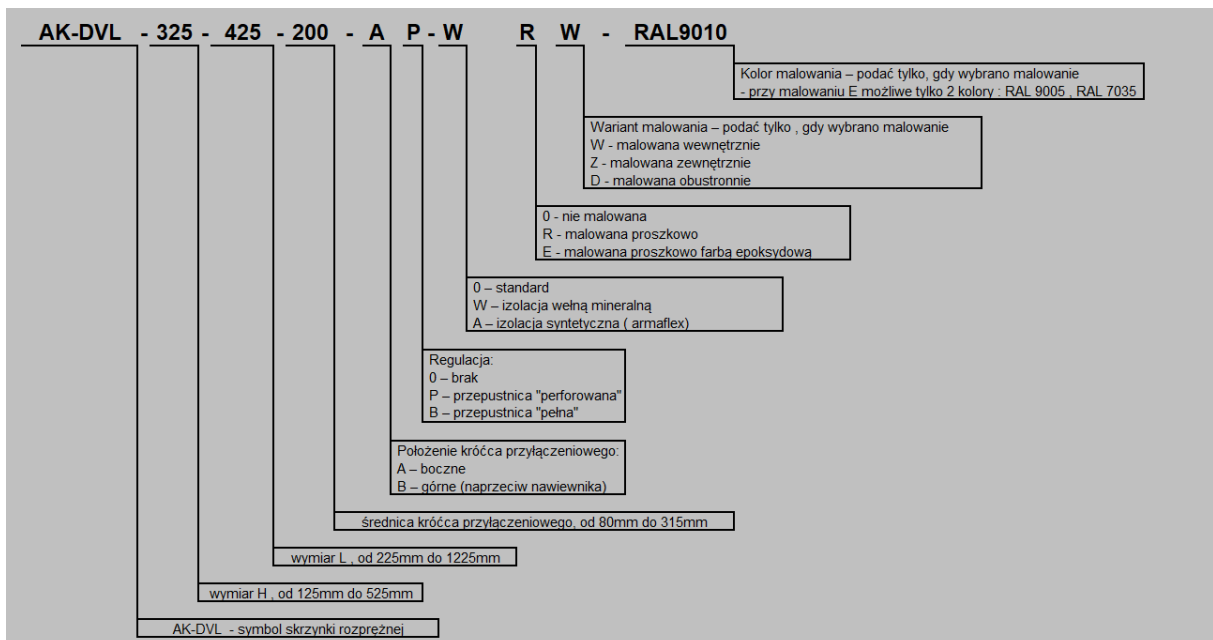 AK-DVL - 325 - 425 - 200 - A P - W R W - RAL9010
Kolor malowania – podać tylko, gdy wybrano malowanie
- przy malowaniu E możliwe tylko 2 kolory : RAL 9005 , RAL 7035
Wariant malowania – podać tylko , gdy wybrano malowanie
W - malowana wewnętrznie
Z - malowana zewnętrznie
D - malowana obustronnie
0 - nie malowana
R - malowana proszkowo
E - malowana proszkowo farbą epoksydową
0 – standard
W – izolacja wełną mineralną
A – izolacja syntetyczna ( armaflex)
Regulacja:
0 – brak
P – przepustnica "perforowana"
B – przepustnica "pełna"
Położenie króćca przyłączeniowego:
A – boczne
B – górne (naprzeciw nawiewnika)
średnica króćca przyłączeniowego, od 80mm do 315mm
wymiar L , od 225mm do 1225mm
wymiar H , od 125mm do 525mm
AK-DVL - symbol skrzynki rozprężnej